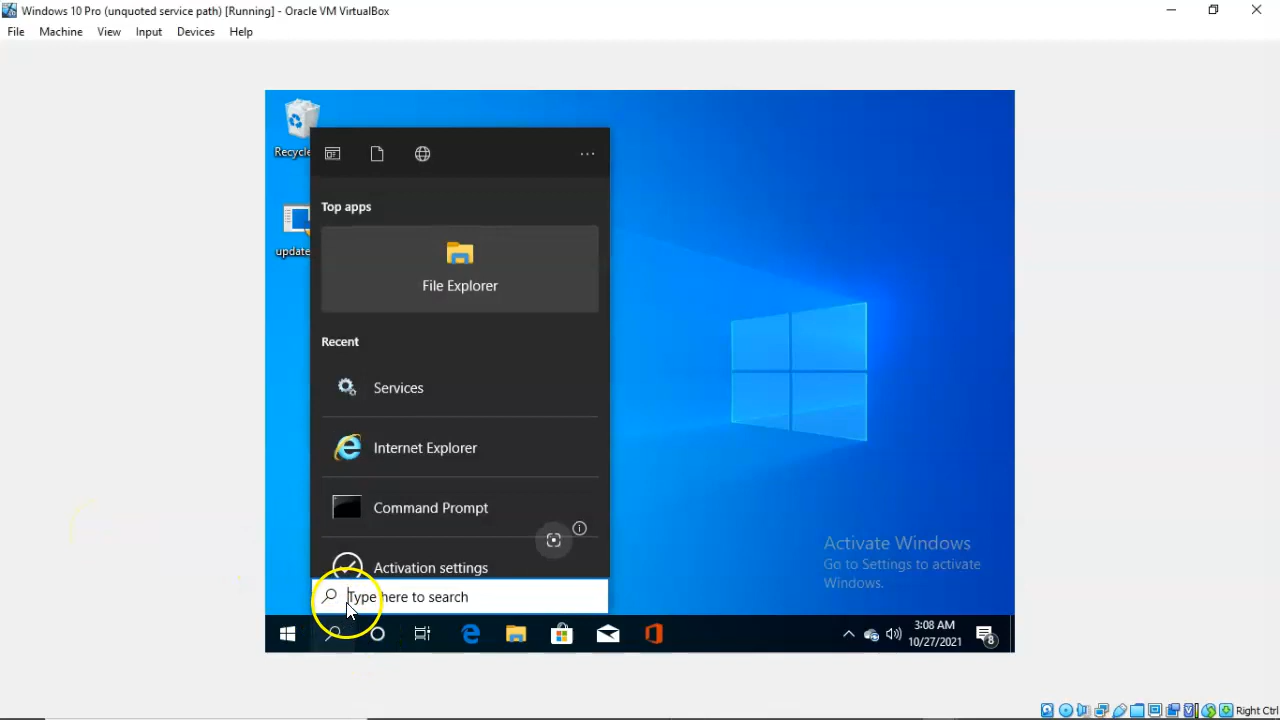 Windows 10 Pro (unquoted service path) [Running] - Oracle VM VirtualBox
File Machine View Input Devices Help
Recycle
update
Top apps
File Explorer
Recent
Services
Internet Explorer
Command Prompt
Activation settings
Type here to search
Activate Windows
Go to Settings to activate
Windows.
3:08 AM
10/27/2021
8
Right Ctrl